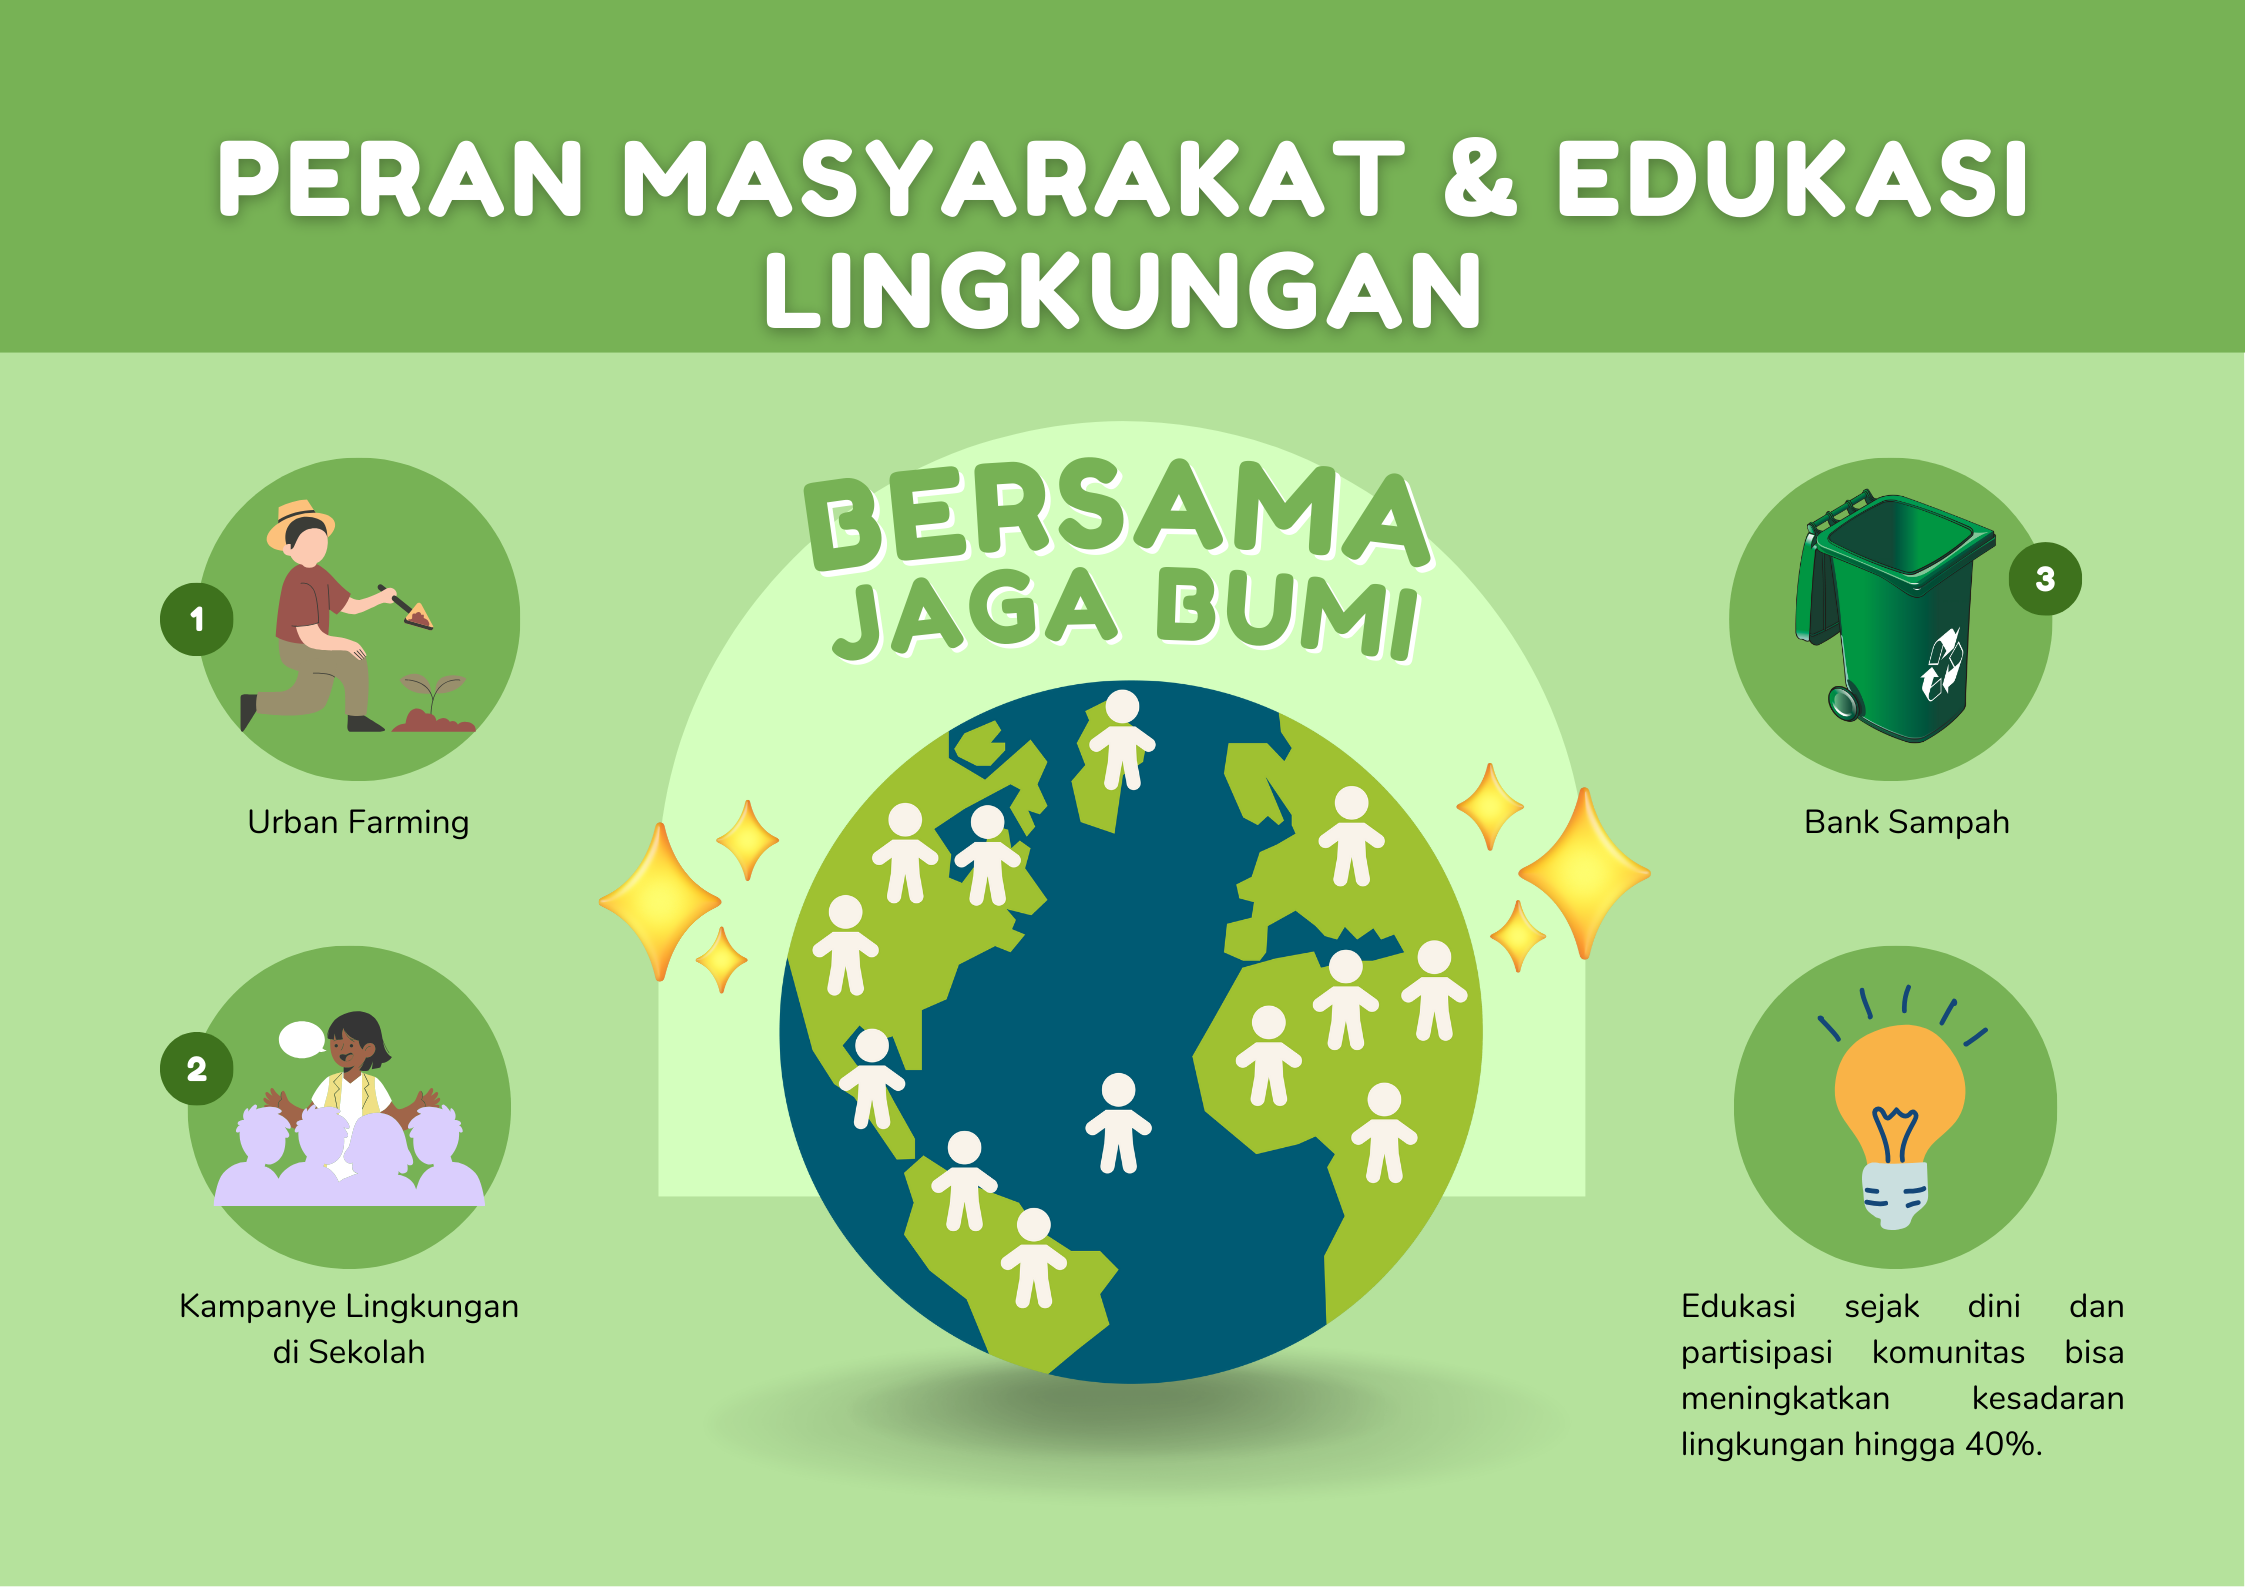 PERAN MASYARAKAT & EDUKASI
LINGKUNGAN
BERSAMA
JAGA BUMI
1
Urban Farming
2
Kampanye Lingkungan
di Sekolah
3
Bank Sampah
Edukasi sejak dini dan
partisipasi komunitas bisa
meningkatkan kesadaran
lingkungan hingga 40%.